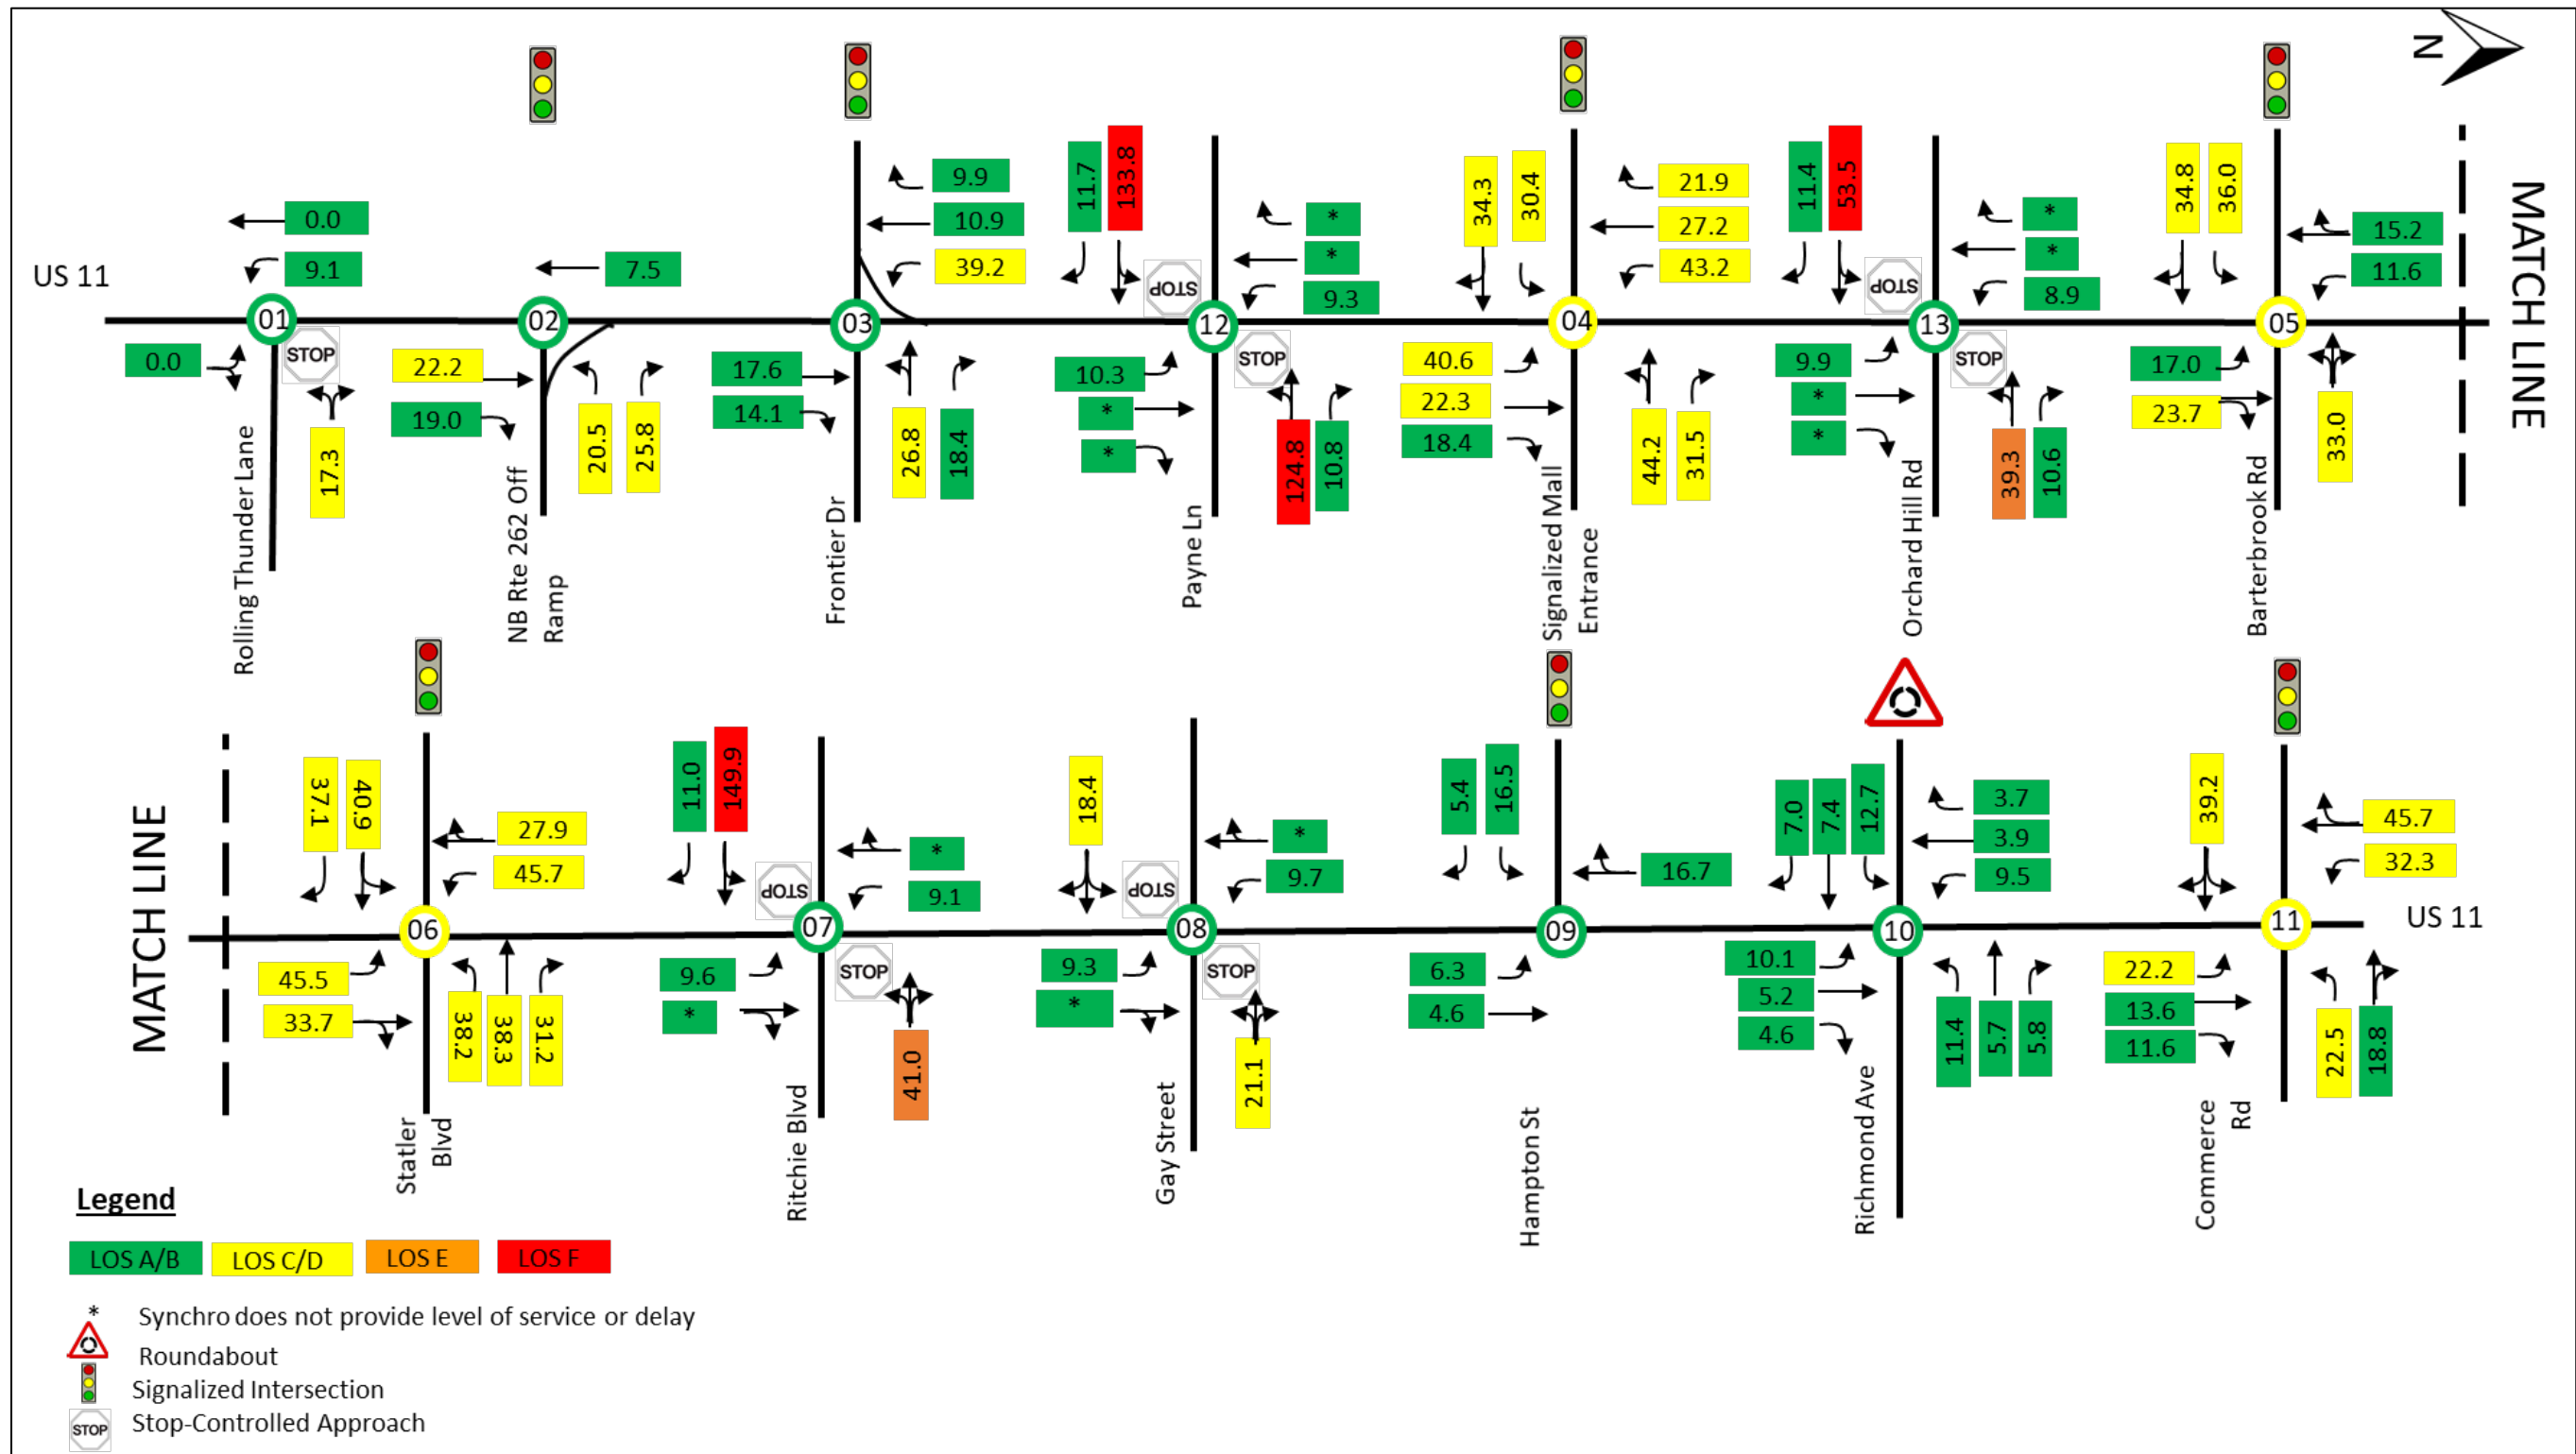 N
US 11
0.0
9.1
01
STOP
0.0
17.3
Rolling Thunder Lane
7.5
02
22.2
19.0
20.5
25.8
NB Rte 262 Off
Ramp
9.9
10.9
39.2
03
17.6
14.1
26.8
18.4
Frontier Dr
11.7
133.8
STOP
*
*
9.3
12
10.3
*
*
STOP
124.8
10.8
Payne Ln
34.3
30.4
21.9
27.2
43.2
04
40.6
22.3
18.4
44.2
31.5
Signalized Mall
Entrance
11.4
53.5
STOP
*
*
8.9
13
9.9
*
*
STOP
39.3
10.6
Orchard Hill Rd
34.8
36.0
15.2
11.6
05
17.0
23.7
33.0
Barterbrook Rd
MATCH LINE
MATCH LINE
37.1
40.9
27.9
45.7
06
45.5
33.7
38.2
38.3
31.2
Statler
Blvd
11.0
149.9
STOP
*
9.1
07
9.6
*
STOP
41.0
Ritchie Blvd
18.4
STOP
*
9.7
08
9.3
*
STOP
21.1
Gay Street
5.4
16.5
16.7
09
6.3
4.6
Hampton St
7.0
7.4
12.7
3.7
3.9
9.5
10
10.1
5.2
4.6
11.4
5.7
5.8
Richmond Ave
39.2
45.7
32.3
11
US 11
22.2
13.6
11.6
22.5
18.8
Commerce
Rd
Legend
LOS A/B
LOS C/D
LOS E
LOS F
* Synchro does not provide level of service or delay
Roundabout
Signalized Intersection
STOP Stop-Controlled Approach